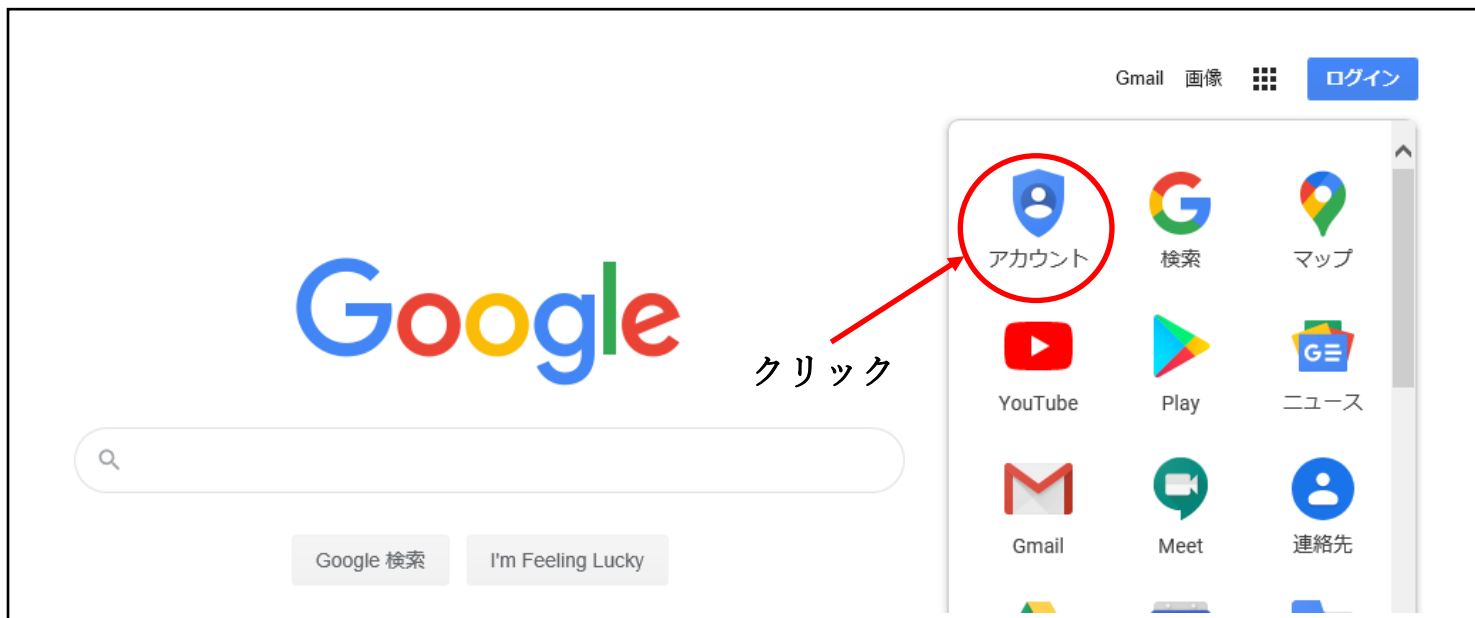 Gmail 画像 ログイン
アカウント 検索 マップ
Google
クリック
YouTube Play ニュース
Gmail Meet 連絡先
Google 検索 I'm Feeling Lucky